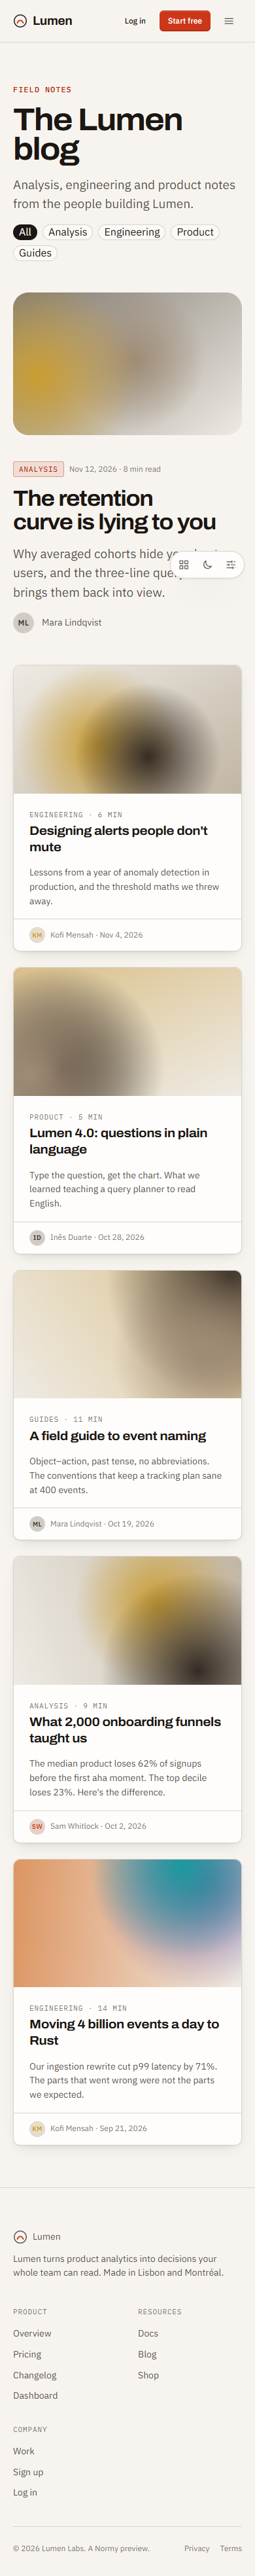 Lumen
Log in
Start free
FIELD NOTES
The Lumen
blog
Analysis, engineering and product notes
from the people building Lumen.
All
Analysis
Engineering
Product
Guides
ANALYSIS
Nov 12, 2026 · 8 min read
The retention
curve is lying to you
Why averaged cohorts hide
users, and the three-line
brings them back into view.
ML
Mara Lindqvist
ENGINEERING · 6 MIN
Designing alerts people don't
mute
Lessons from a year of anomaly detection in
production, and the threshold maths we threw
away.
KM
Kofi Mensah · Nov 4, 2026
PRODUCT · 5 MIN
Lumen 4.0: questions in plain
language
Type the question, get the chart. What we
learned teaching a query planner to read
English.
ID
Inês Duarte · Oct 28, 2026
GUIDES · 11 MIN
A field guide to event naming
Object–action, past tense, no abbreviations.
The conventions that keep a tracking plan sane
at 400 events.
ML
Mara Lindqvist · Oct 19, 2026
ANALYSIS · 9 MIN
What 2,000 onboarding funnels
taught us
The median product loses 62% of signups
before the first aha moment. The top decile
loses 23%. Here's the difference.
SW
Sam Whitlock · Oct 2, 2026
ENGINEERING · 14 MIN
Moving 4 billion events a day to
Rust
Our ingestion rewrite cut p99 latency by 71%.
The parts that went wrong were not the parts
we expected.
KM
Kofi Mensah · Sep 21, 2026
Lumen
Lumen turns product analytics into decisions your
whole team can read. Made in Lisbon and Montréal.
PRODUCT
Overview
Pricing
Changelog
Dashboard
RESOURCES
Docs
Blog
Shop
COMPANY
Work
Sign up
Log in
© 2026 Lumen Labs. A Normy preview.
Privacy
Terms